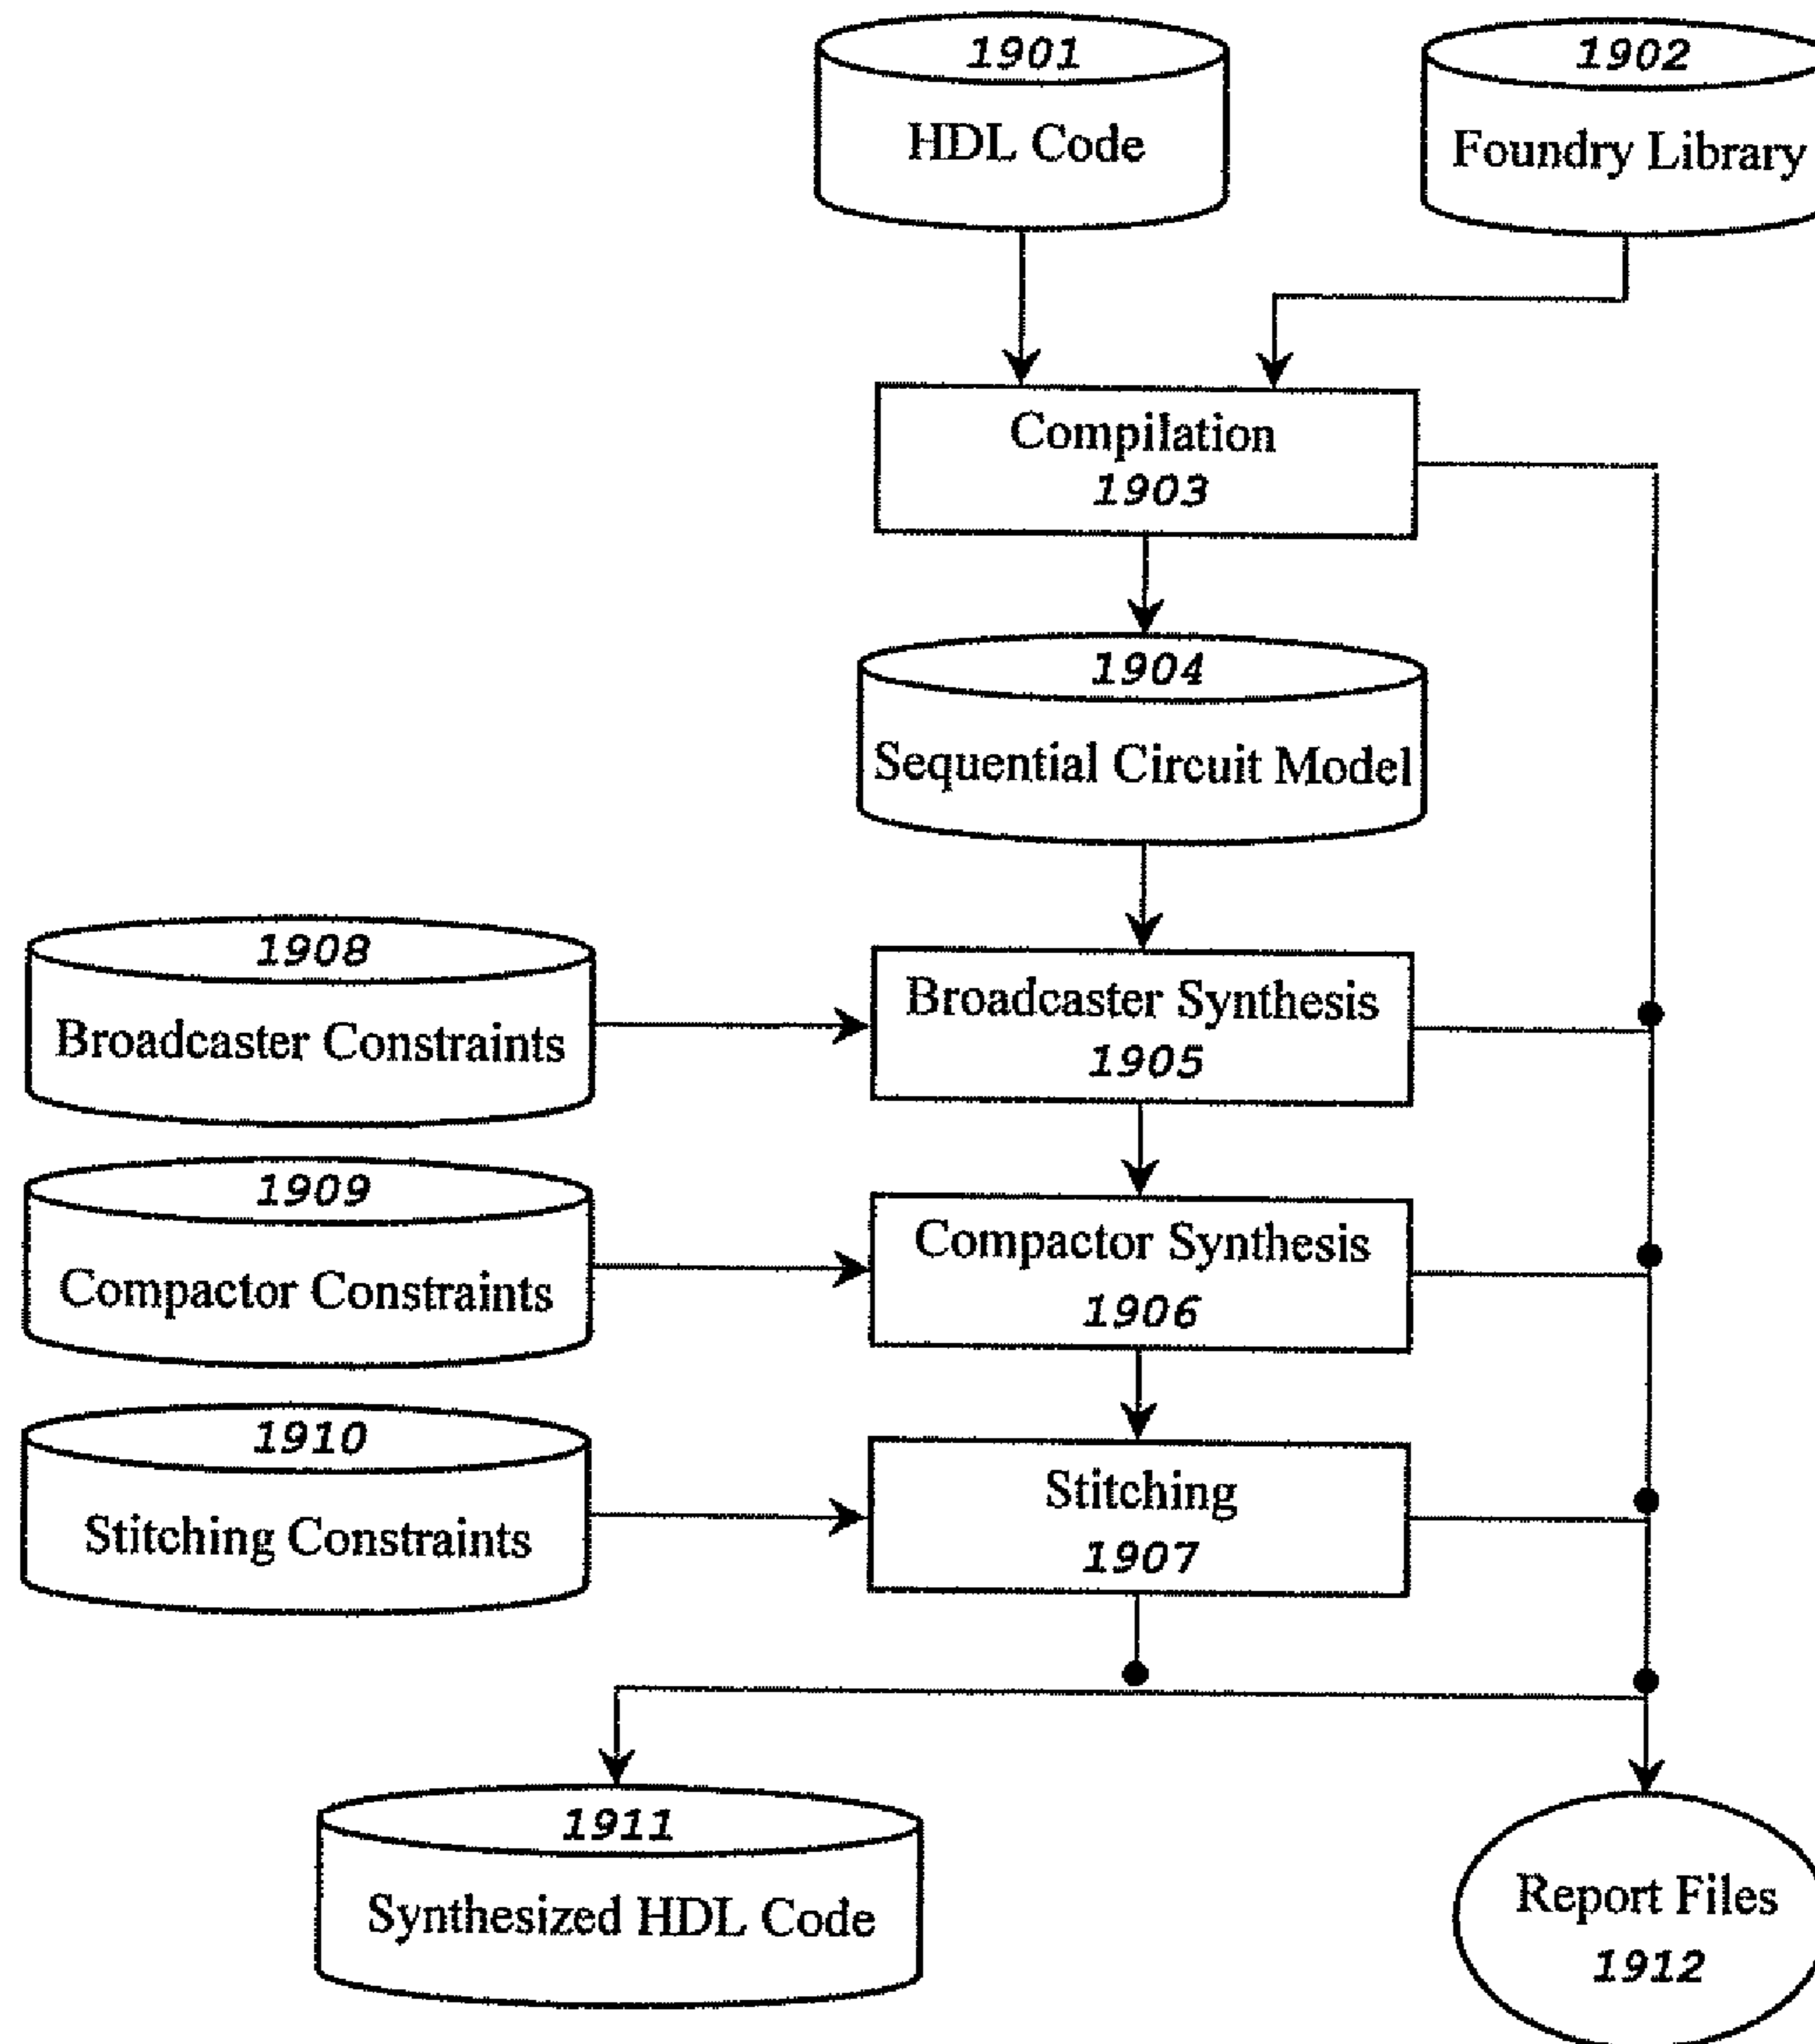 1901
HDL Code
1902
Foundry Library
Compilation
1903
1904
Sequential Circuit Model
1908
Broadcaster Constraints
Broadcaster Synthesis
1905
1909
Compactor Constraints
Compactor Synthesis
1906
1910
Stitching Constraints
Stitching
1907
1911
Synthesized HDL Code
Report Files
1912